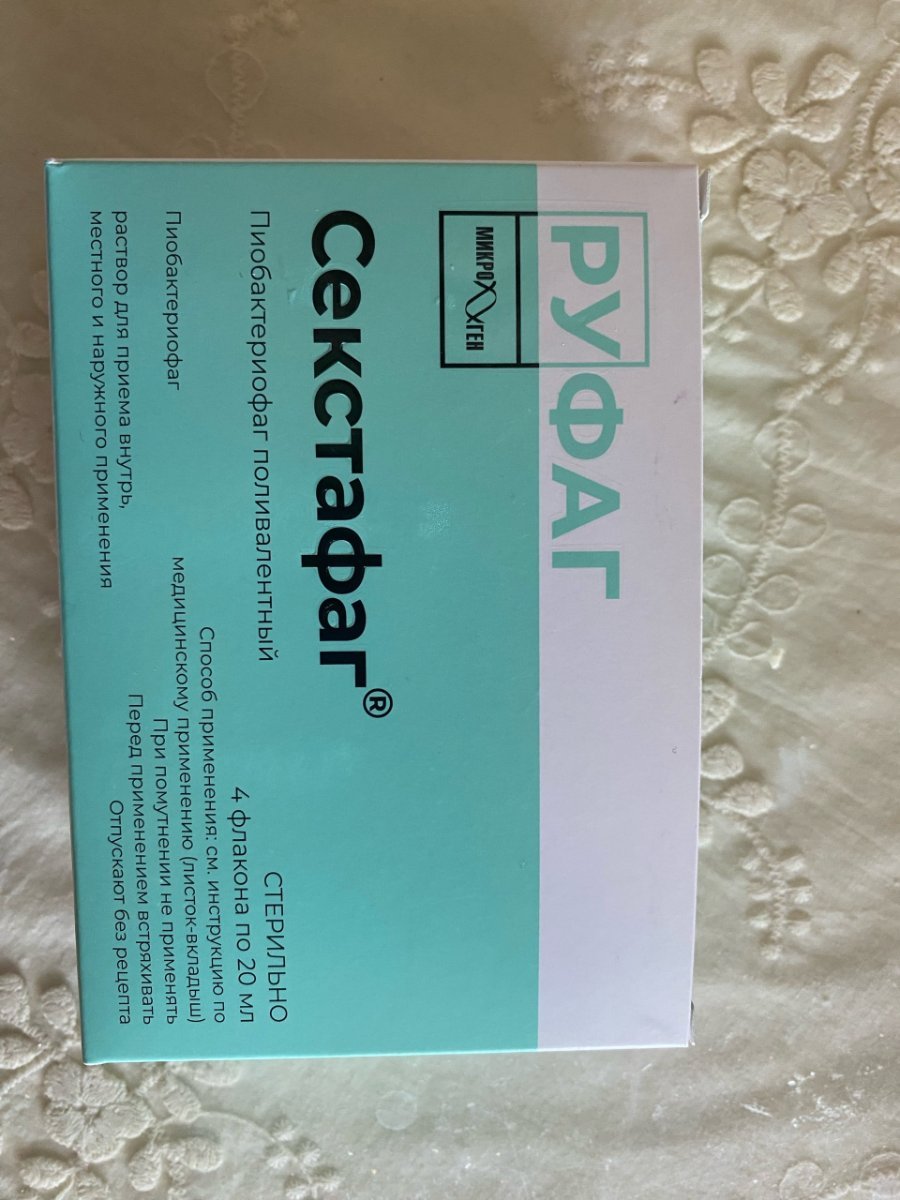 РУФАГ
МИКРОГЕН
Секстафаг®
Пиобактериофаг поливалентный
Пиобактериофаг
раствор для приема внутрь,
местного и наружного применения
СТЕРИЛЬНО
4 флакона по 20 мл
Способ применения: см. инструкцию по
медицинскому применению (листок-вкладыш)
При помутнении не применять
Перед применением встряхивать
Отпускают без рецепта